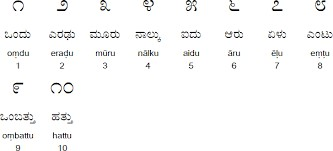 ೧ ೨ ೩ ೪ ೫ ೬ ೭ ೮
ಒಂದು ಎರಡು ಮೂರು ನಾಲ್ಕು ಐದು ಆರು ಏಳು ಎಂಟು
oṃdu eraḍu mūru nālku aidu āru ēḷu eṃṭu
1 2 3 4 5 6 7 8
೯ ೧೦
ಒಂಬತ್ತು ಹತ್ತು
ombattu hattu
9 10